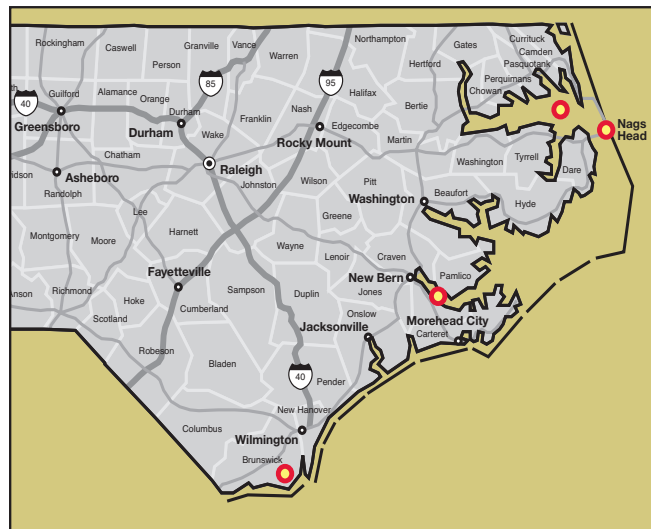 Rockingham
Caswell
Person
Granville
Vance
Warren
Northampton
Gates
Currituck
Camden
Pasquotank
Perquimans
Chowan
Hertford
Halifax
Bertie
40
Guilford
Greensboro
Alamance
Orange
Durham
Durham
85
Wake
Franklin
Nash
95
Edgecombe
Rocky Mount
Martin
Nags
Head
Chatham
Raleigh
Johnston
Wilson
Pitt
Washington
Tyrrell
Dare
idson
Asheboro
Randolph
Lee
Harnett
Greene
Washington
Beaufort
Hyde
Montgomery
Moore
Wayne
Lenoir
Craven
Pamlico
Fayetteville
New Bern
Jones
Anson
Richmond
Hoke
Scotland
Cumberland
Sampson
Duplin
Onslow
Jacksonville
Morehead City
Carteret
Robeson
Bladen
40
Pender
New Hanover
Columbus
Wilmington
Brunswick